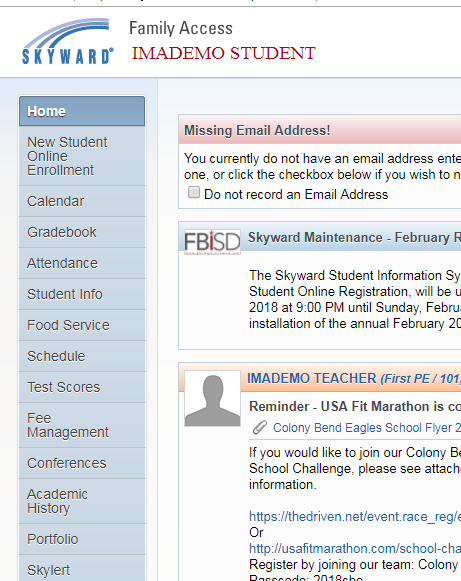 SKYWARD®
Family Access
IMADEMO STUDENT
Home
New Student
Online
Enrollment
Calendar
Gradebook
Attendance
Student Info
Food Service
Schedule
Test Scores
Fee
Management
Conferences
Academic
History
Portfolio
Skylert
Missing Email Address!
You currently do not have an email address ente
one, or click the checkbox below if you wish to n
Do not record an Email Address
FBISD
Skyward Maintenance - February R
The Skyward Student Information Sy
Student Online Registration, will be u
2018 at 9:00 PM until Sunday, Febru
installation of the annual February 20
IMADEMO TEACHER (First PE / 101,
Reminder - USA Fit Marathon is co
Colony Bend Eagles School Flyer 2
If you would like to join our Colony Be
School Challenge, please see attach
information.
https://thedriven.net/event.race_reg/e
Or
http://usafitmarathon.com/school-cha
Register by joining our team: Colony
Passcode: 2018cbe